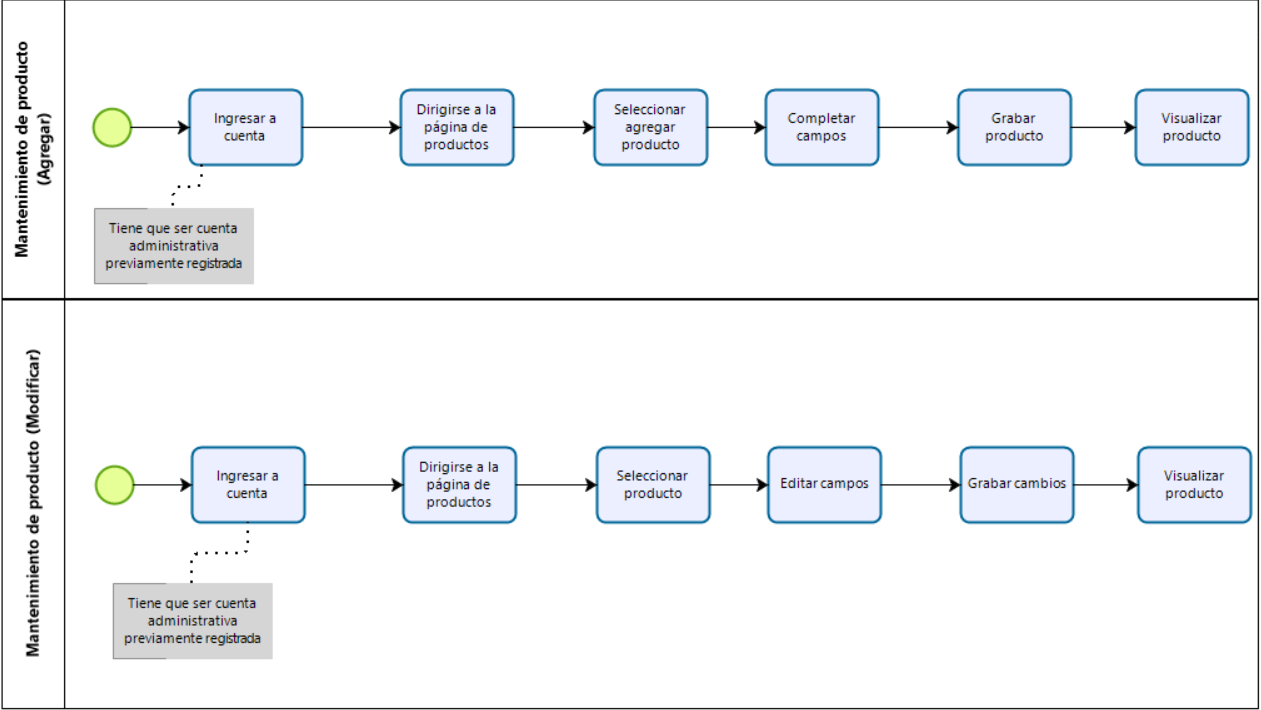 Mantenimiento de producto
(Agregar)
Ingresar a
cuenta
Dirigirse a la
página de
productos
Seleccionar
agregar
producto
Completar
campos
Grabar
producto
Visualizar
producto
Tiene que ser cuenta
administrativa
previamente registrada
Mantenimiento de producto (Modificar)
Ingresar a
cuenta
Dirigirse a la
página de
productos
Seleccionar
producto
Editar campos
Grabar cambios
Visualizar
producto
Tiene que ser cuenta
administrativa
previamente registrada